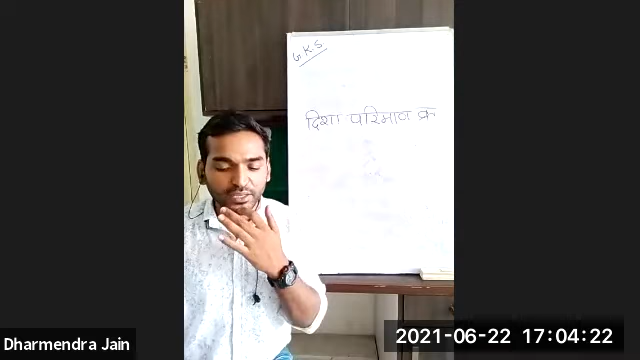 G.K.S.
दिशा परिमाण के
Dharmendra Jain
2021-06-22 17:04:22